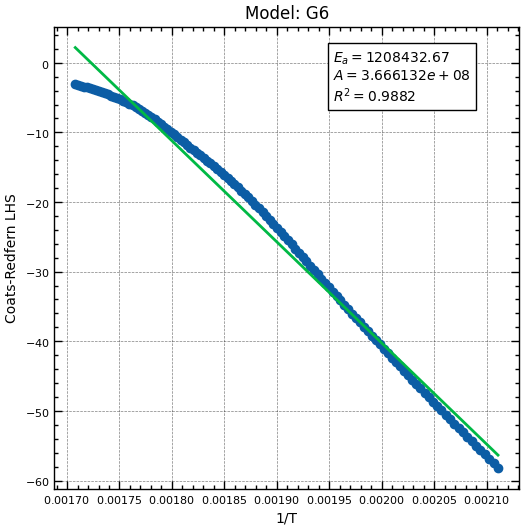 Model: G6
E_a = 1208432.67
A = 3.666132e + 08
R² = 0.9882
0
−10
−20
−30
−40
−50
−60
Coats-Redfern LHS
0.00170 0.00175 0.00180 0.00185 0.00190 0.00195 0.00200 0.00205 0.00210
1/T